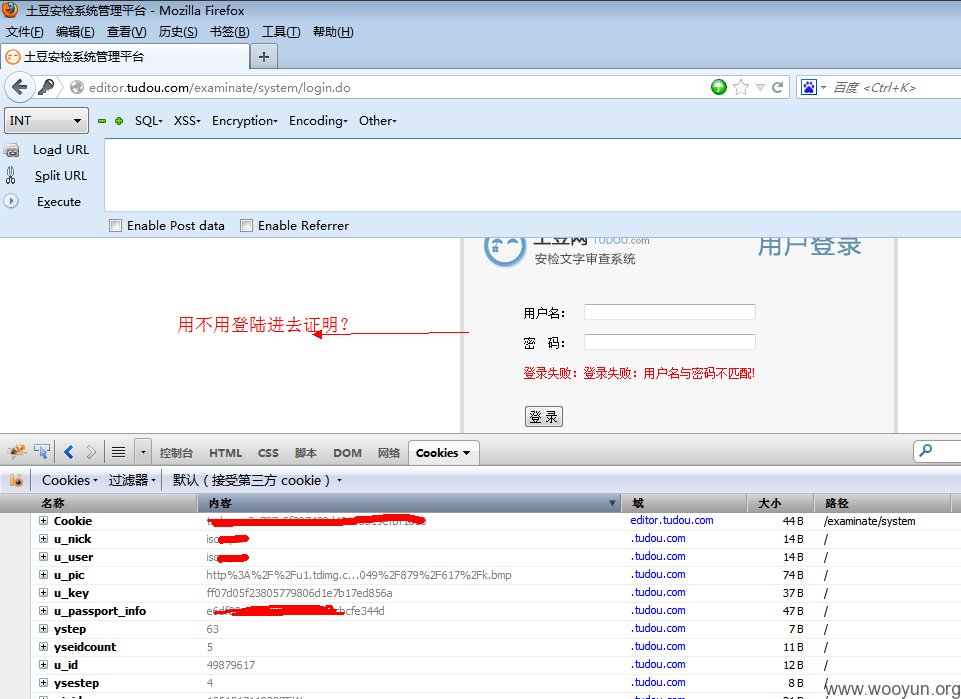 土豆安检系统管理平台 - Mozilla Firefox
文件(F) 编辑(E) 查看(V) 历史(S) 书签(B) 工具(T) 帮助(H)
土豆安检系统管理平台
editor.tudou.com/examinate/system/login.do
百度 <Ctrl+K>
INT
SQL- XSS- Encryption- Encoding- Other-
Load URL
Split URL
Execute
Enable Post data Enable Referrer
土豆网 TUDOU.com
用户登录
安检文字审查系统
用户名：
用不用登陆进去证明？
密 码：
登录失败：登录失败：用户名与密码不匹配!
登 录
控制台 HTML CSS 脚本 DOM 网络 Cookies
Cookies 过滤器 默认（接受第三方 cookie）
名称 内容 域 大小 路径
Cookie editor.tudou.com 44 B /examinate/system
u_nick .tudou.com 14 B /
u_user .tudou.com 14 B /
u_pic http%3A%2F%2Fu1.tdimg.c...049%2F879%2F617%2Fk.bmp .tudou.com 74 B /
u_key ff07d05f23805779806d1e7b17ed856a .tudou.com 37 B /
u_passport_info .tudou.com 47 B /
ystep 63 .tudou.com 7 B /
yseidcount 5 .tudou.com 11 B /
u_id 49879617 .tudou.com 12 B /
ysestep 4 .tudou.com 8 B /
www.wooyun.org